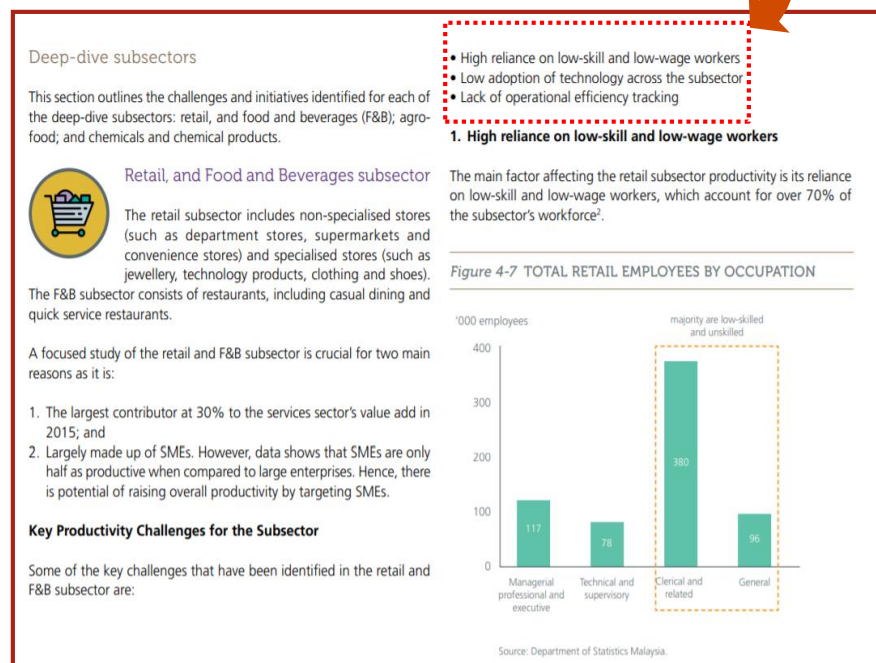 Deep-dive subsectors
This section outlines the challenges and initiatives identified for each of
the deep-dive subsectors: retail, and food and beverages (F&B); agro-
food; and chemicals and chemical products.
Retail, and Food and Beverages subsector
The retail subsector includes non-specialised stores
(such as department stores, supermarkets and
convenience stores) and specialised stores (such as
jewellery, technology products, clothing and shoes).
The F&B subsector consists of restaurants, including casual dining and
quick service restaurants.
A focused study of the retail and F&B subsector is crucial for two main
reasons as it is:
1. The largest contributor at 30% to the services sector's value add in
2015; and
2. Largely made up of SMEs. However, data shows that SMEs are only
half as productive when compared to large enterprises. Hence, there
is potential of raising overall productivity by targeting SMEs.
Key Productivity Challenges for the Subsector
Some of the key challenges that have been identified in the retail and
F&B subsector are:
• High reliance on low-skill and low-wage workers
• Low adoption of technology across the subsector
• Lack of operational efficiency tracking
1. High reliance on low-skill and low-wage workers
The main factor affecting the retail subsector productivity is its reliance
on low-skill and low-wage workers, which account for over 70% of
the subsector's workforce².
Figure 4-7 TOTAL RETAIL EMPLOYEES BY OCCUPATION
'000 employees
majority are low-skilled
and unskilled
400
300
200
100
0
117
78
380
96
Managerial
professional and
executive
Technical and
supervisory
Clerical and
related
General
Source: Department of Statistics Malaysia.